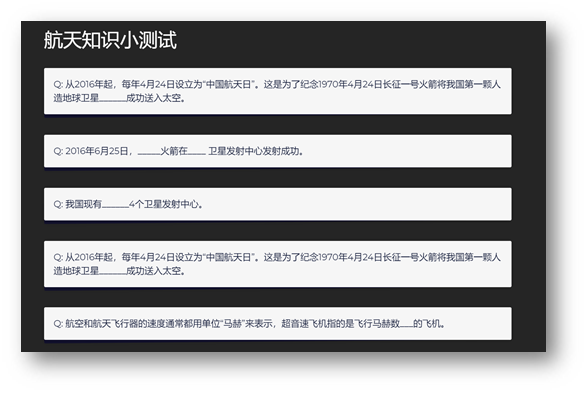 航天知识小测试
Q: 从2016年起，每年4月24日设立为“中国航天日”。这是为了纪念1970年4月24日长征一号火箭将我国第一颗人
造地球卫星______成功送入太空。
Q: 2016年6月25日，_____火箭在____ 卫星发射中心发射成功。
Q: 我国现有______4个卫星发射中心。
Q: 从2016年起，每年4月24日设立为“中国航天日”。这是为了纪念1970年4月24日长征一号火箭将我国第一颗人
造地球卫星______成功送入太空。
Q: 航空和航天飞行器的速度通常都用单位“马赫”来表示，超音速飞机指的是飞行马赫数___的飞机。